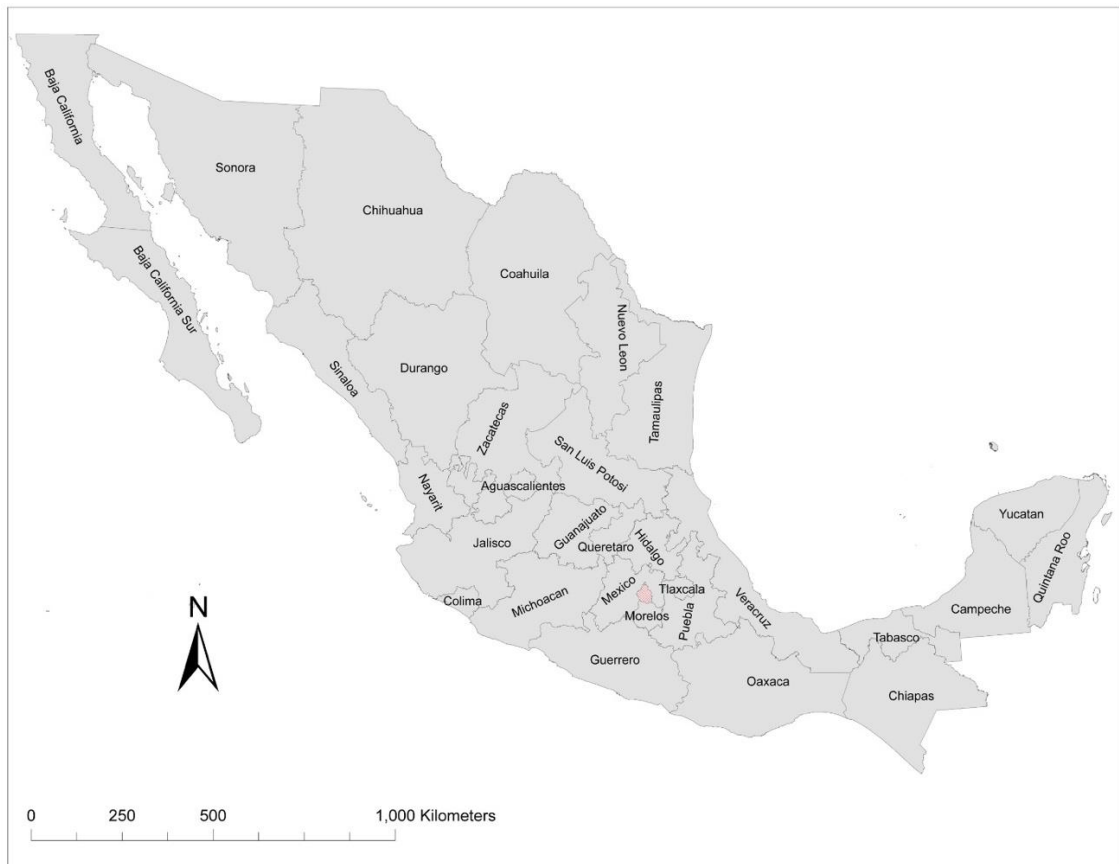 Baja California
Sonora
Chihuahua
Coahuila
Baja California Sur
Nuevo Leon
Durango
Sinaloa
Tamaulipas
Zacatecas
San Luis Potosi
Aguascalientes
Nayarit
Yucatan
Guanajuato
Jalisco
Queretaro
Hidalgo
Quintana Roo
Mexico
Tlaxcala
Colima
Michoacan
Veracruz
Campeche
Morelos
Puebla
Tabasco
Guerrero
Oaxaca
Chiapas
N
0 250 500 1,000 Kilometers